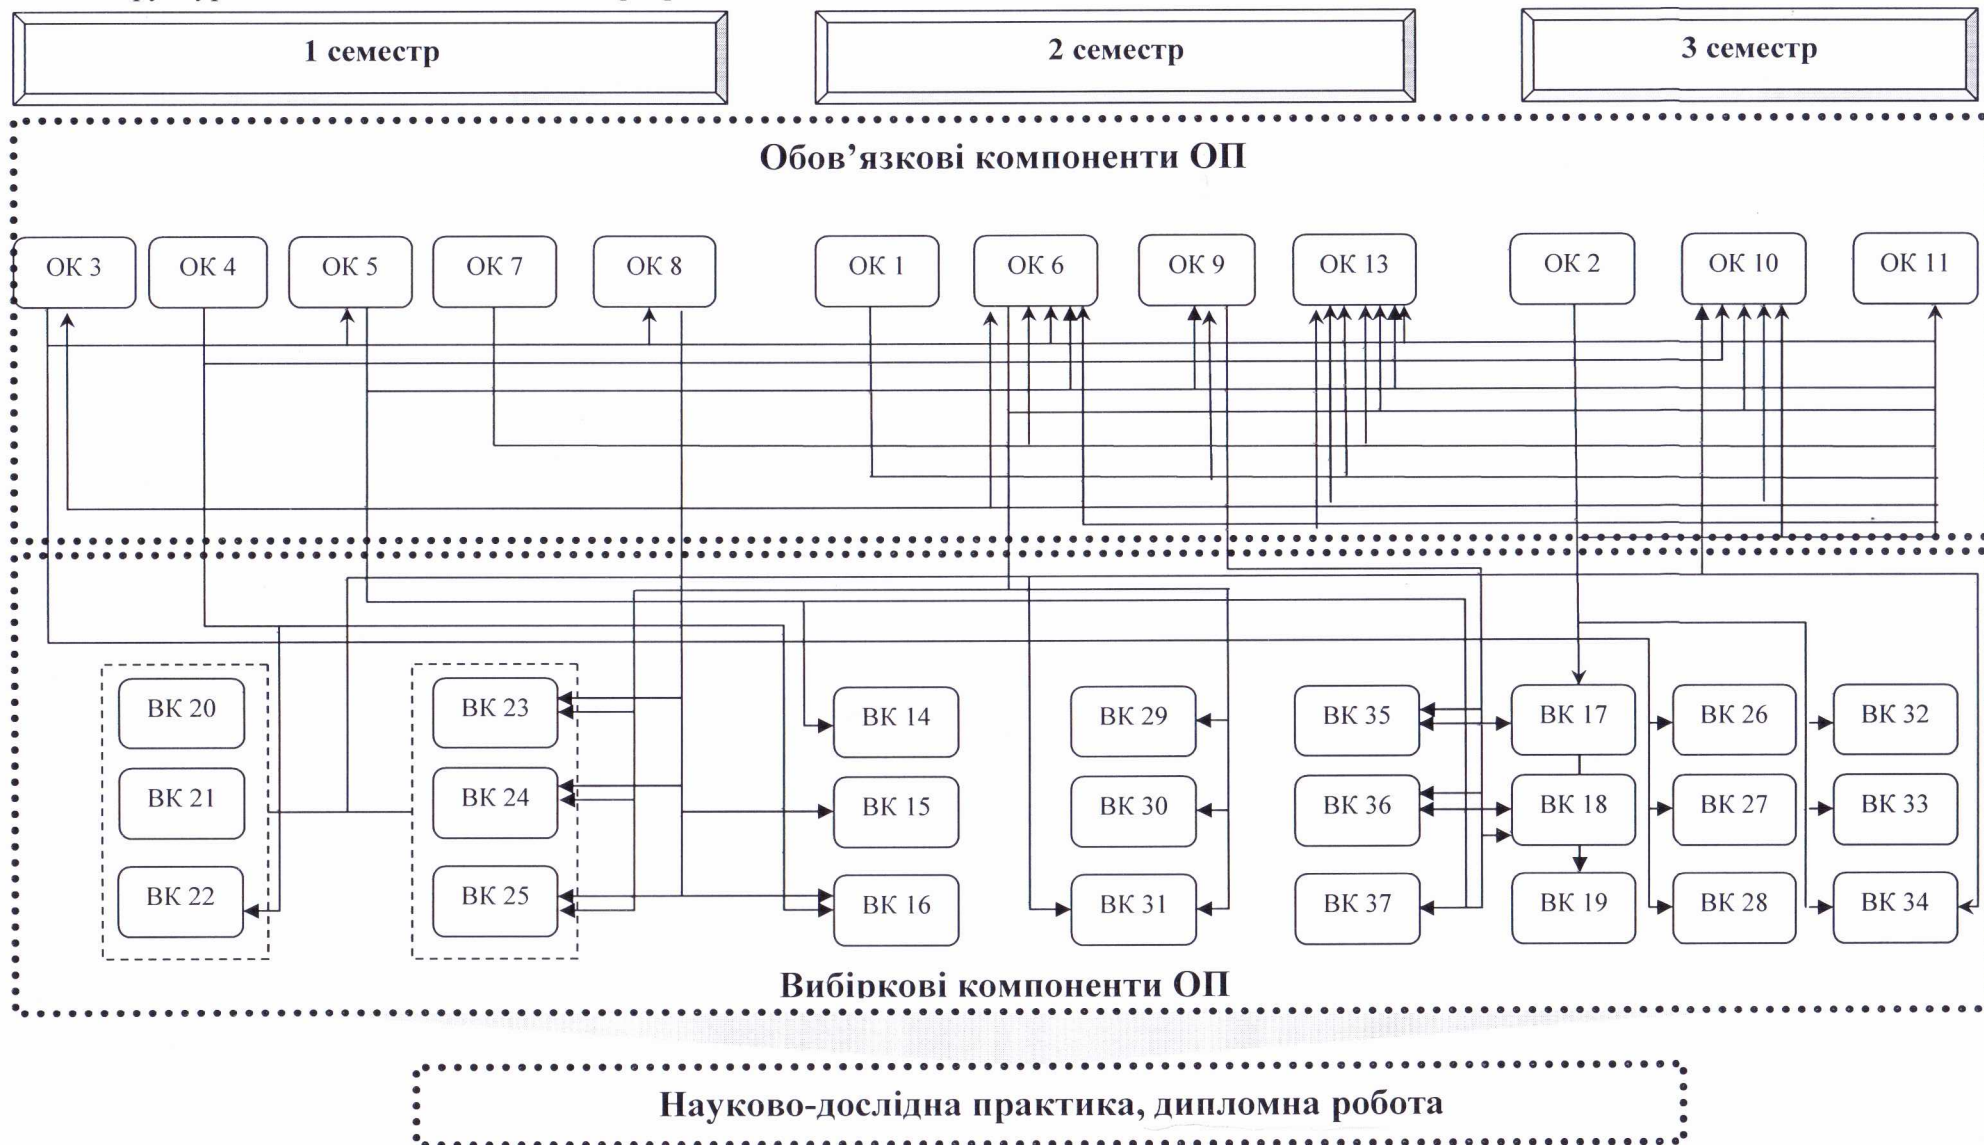 1 семестр
2 семестр
3 семестр
Обов’язкові компоненти ОП
ОК 3
ОК 4
ОК 5
ОК 7
ОК 8
ОК 1
ОК 6
ОК 9
ОК 13
ОК 2
ОК 10
ОК 11
ВК 20
ВК 23
ВК 14
ВК 29
ВК 35
ВК 17
ВК 26
ВК 32
ВК 21
ВК 24
ВК 15
ВК 30
ВК 36
ВК 18
ВК 27
ВК 33
ВК 22
ВК 25
ВК 16
ВК 31
ВК 37
ВК 19
ВК 28
ВК 34
Вибіркові компоненти ОП
Науково-дослідна практика, дипломна робота